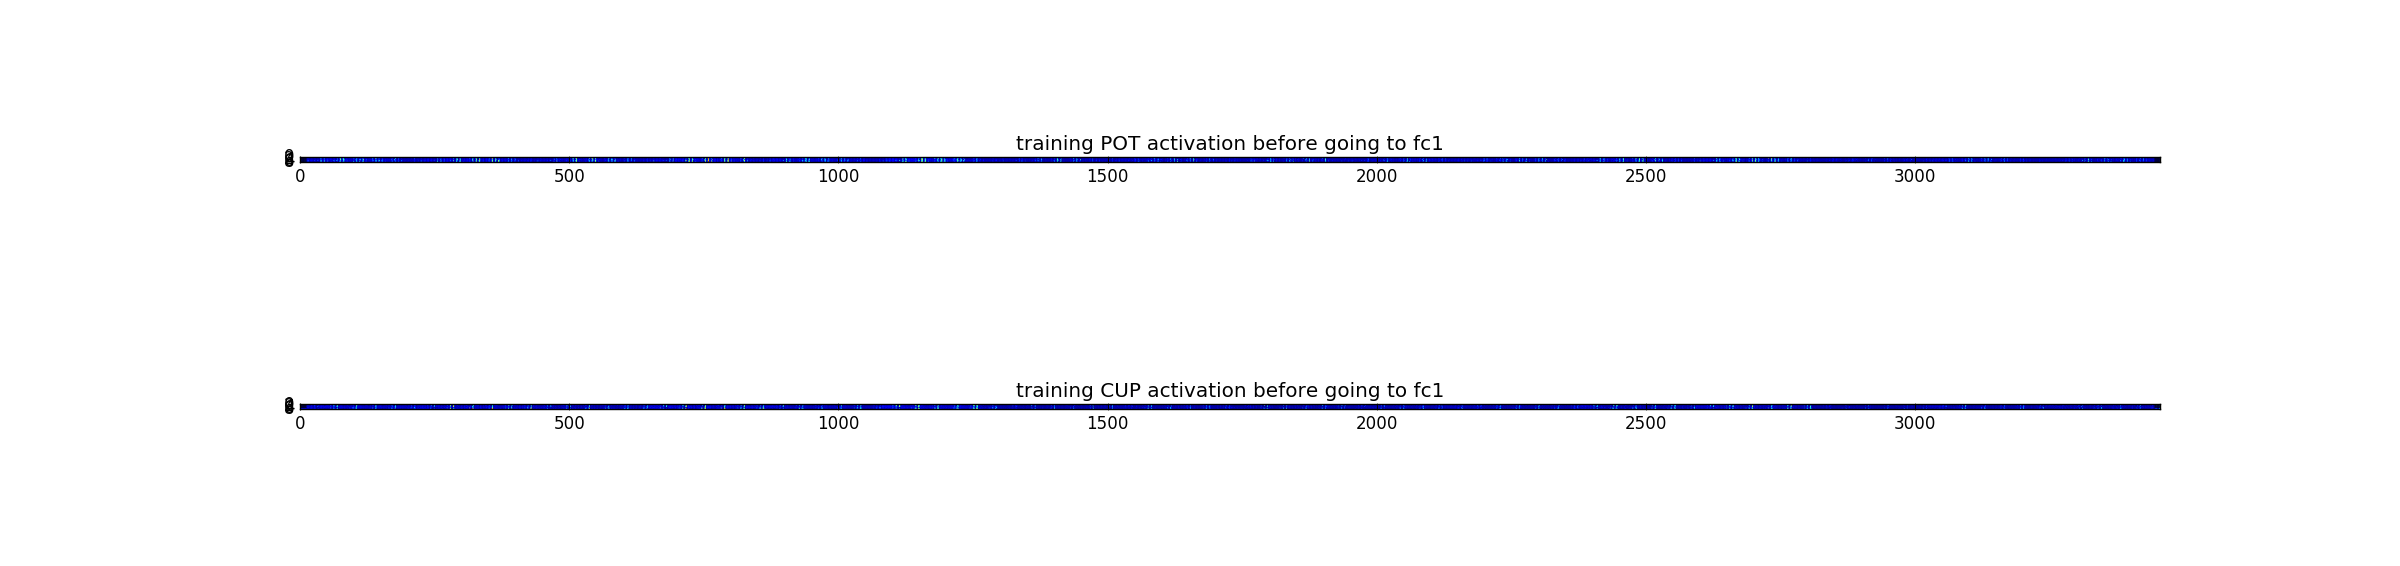 training POT activation before going to fc1
0 500 1000 1500 2000 2500 3000
training CUP activation before going to fc1
0 500 1000 1500 2000 2500 3000